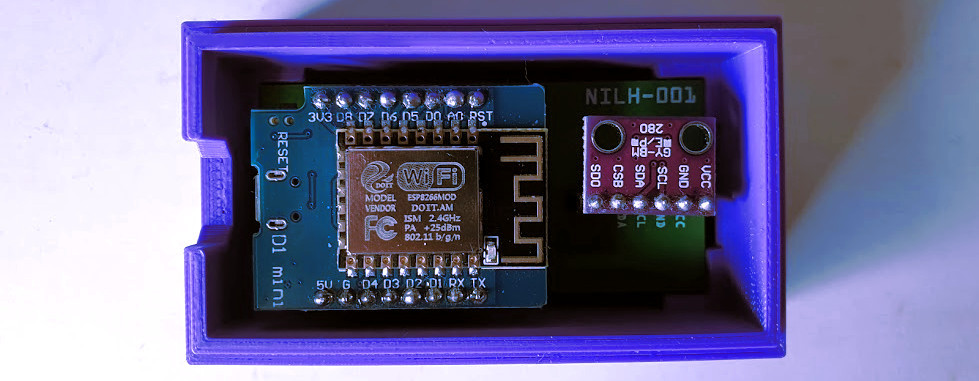 NILH-001
3V3 D8 D7 D6 D5 D0 A0 RST
RESET
D1 mini
DOIT
WiFi
MODEL ESP8266MOD
VENDOR DOIT.AM
FC
ISM 2.4GHz
PA +25dBm
802.11 b/g/n
5V G D4 D3 D2 D1 RX TX
GY-BM
E/P
280
SDO CSB SDA SCL GND VCC